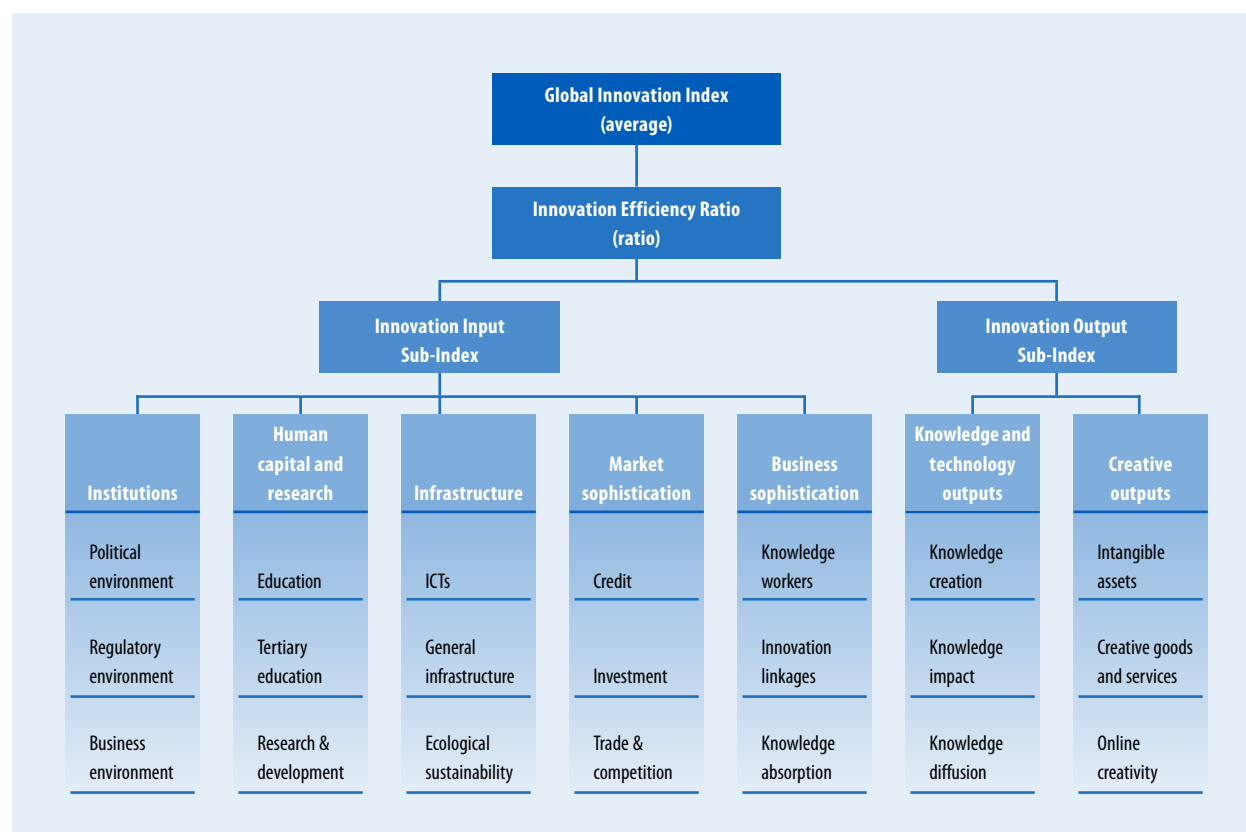 Global Innovation Index
(average)
Innovation Efficiency Ratio
(ratio)
Innovation Input
Sub-Index
Innovation Output
Sub-Index
Institutions
Human
capital and
research
Infrastructure
Market
sophistication
Business
sophistication
Knowledge and
technology
outputs
Creative
outputs
Political
environment
Education
ICTs
Credit
Knowledge
workers
Knowledge
creation
Intangible
assets
Regulatory
environment
Tertiary
education
General
infrastructure
Investment
Innovation
linkages
Knowledge
impact
Creative goods
and services
Business
environment
Research &
development
Ecological
sustainability
Trade &
competition
Knowledge
absorption
Knowledge
diffusion
Online
creativity